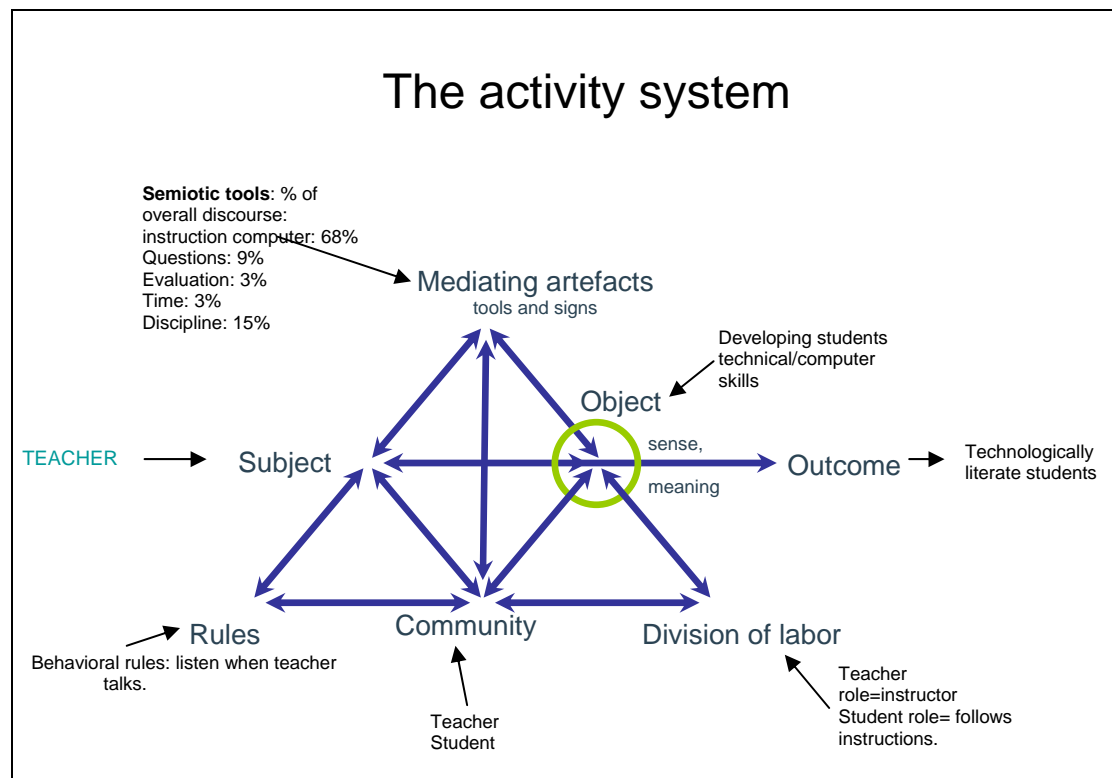 The activity system
Semiotic tools: % of
overall discourse:
instruction computer: 68%
Questions: 9%
Evaluation: 3%
Time: 3%
Discipline: 15%
Mediating artefacts
tools and signs
Developing students
technical/computer
skills
Object
TEACHER
Subject
sense,
meaning
Outcome
Technologically
literate students
Rules
Behavioral rules: listen when teacher
talks.
Community
Division of labor
Teacher
Student
Teacher
role=instructor
Student role= follows
instructions.